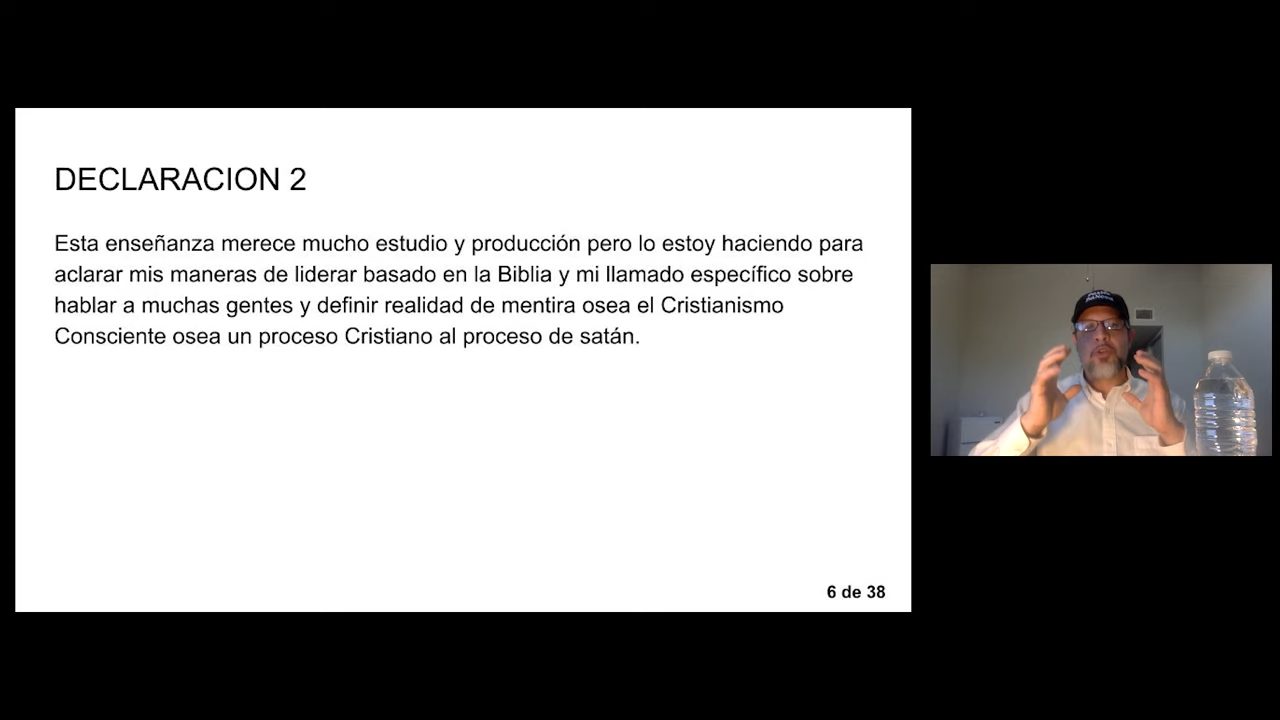 DECLARACION 2
Esta enseñanza merece mucho estudio y producción pero lo estoy haciendo para
aclarar mis maneras de liderar basado en la Biblia y mi llamado específico sobre
hablar a muchas gentes y definir realidad de mentira osea el Cristianismo
Consciente osea un proceso Cristiano al proceso de satán.
6 de 38